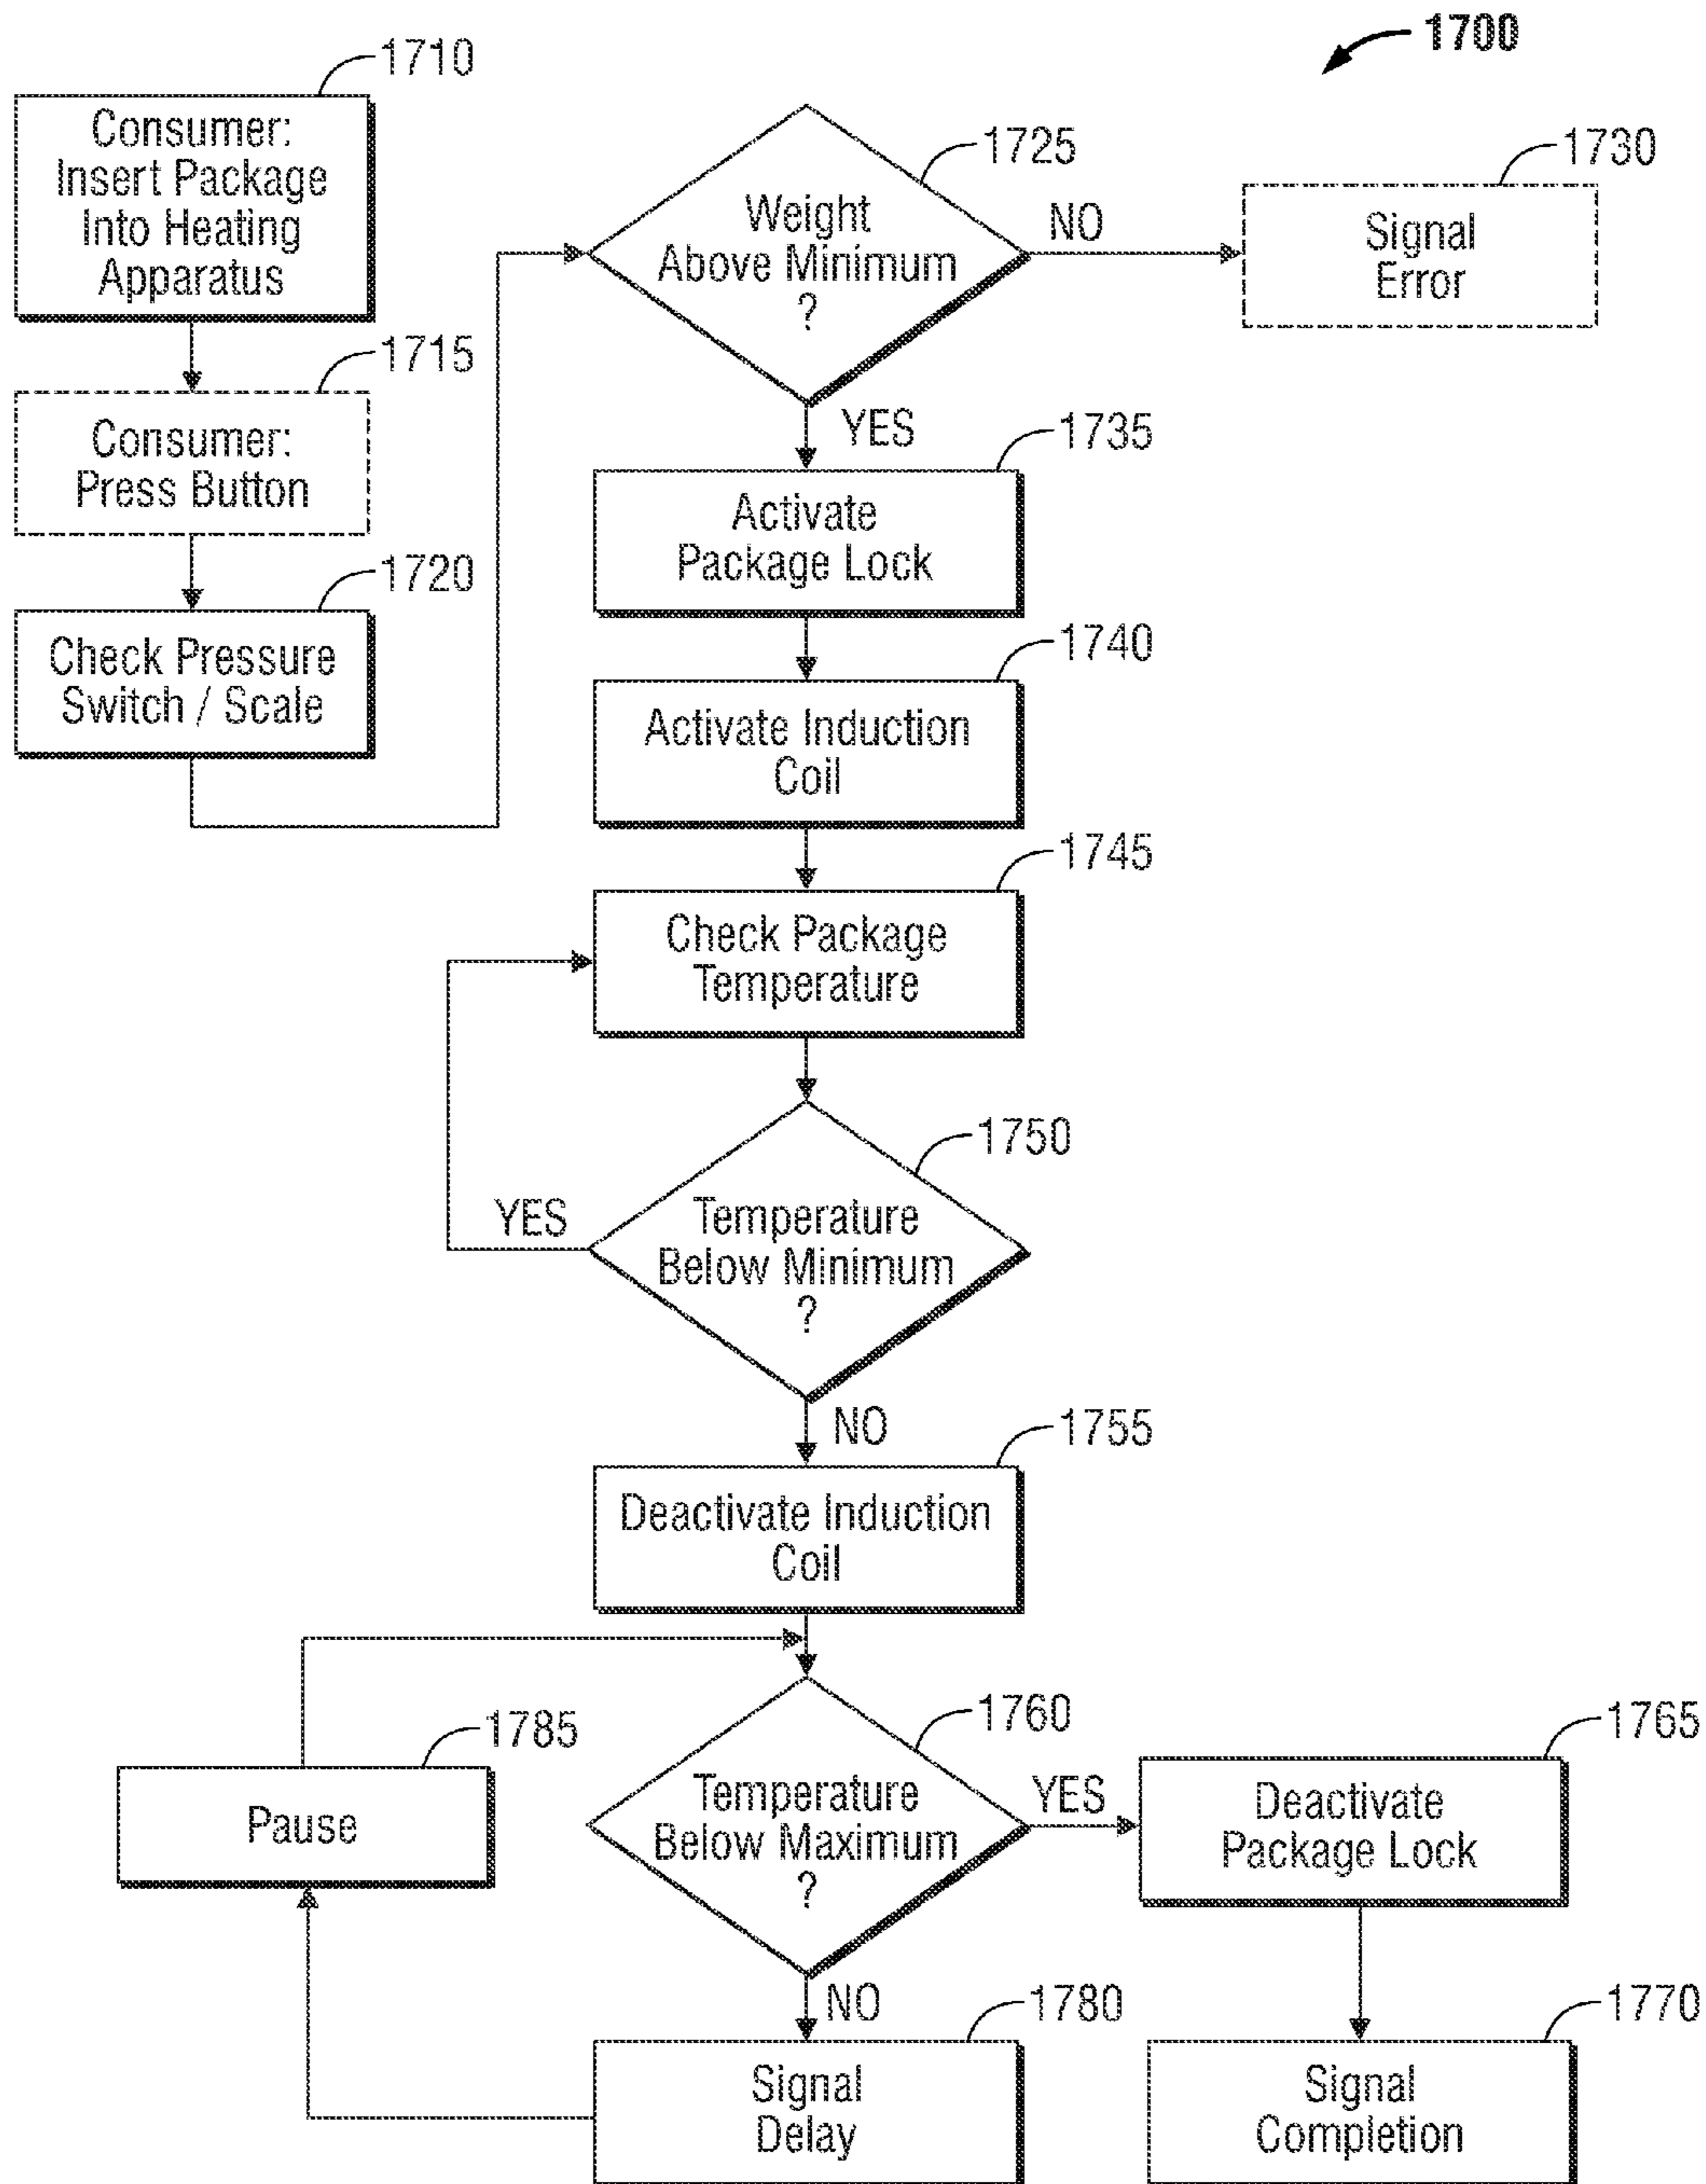 1700
1710
Consumer:
Insert Package
Into Heating
Apparatus
1715
Consumer:
Press Button
1720
Check Pressure
Switch / Scale
1725
Weight
Above Minimum
?
NO
1730
Signal
Error
YES
1735
Activate
Package Lock
1740
Activate Induction
Coil
1745
Check Package
Temperature
1750
Temperature
Below Minimum
?
YES
NO
1755
Deactivate Induction
Coil
1760
Temperature
Below Maximum
?
YES
1765
Deactivate
Package Lock
1770
Signal
Completion
NO
1780
Signal
Delay
1785
Pause